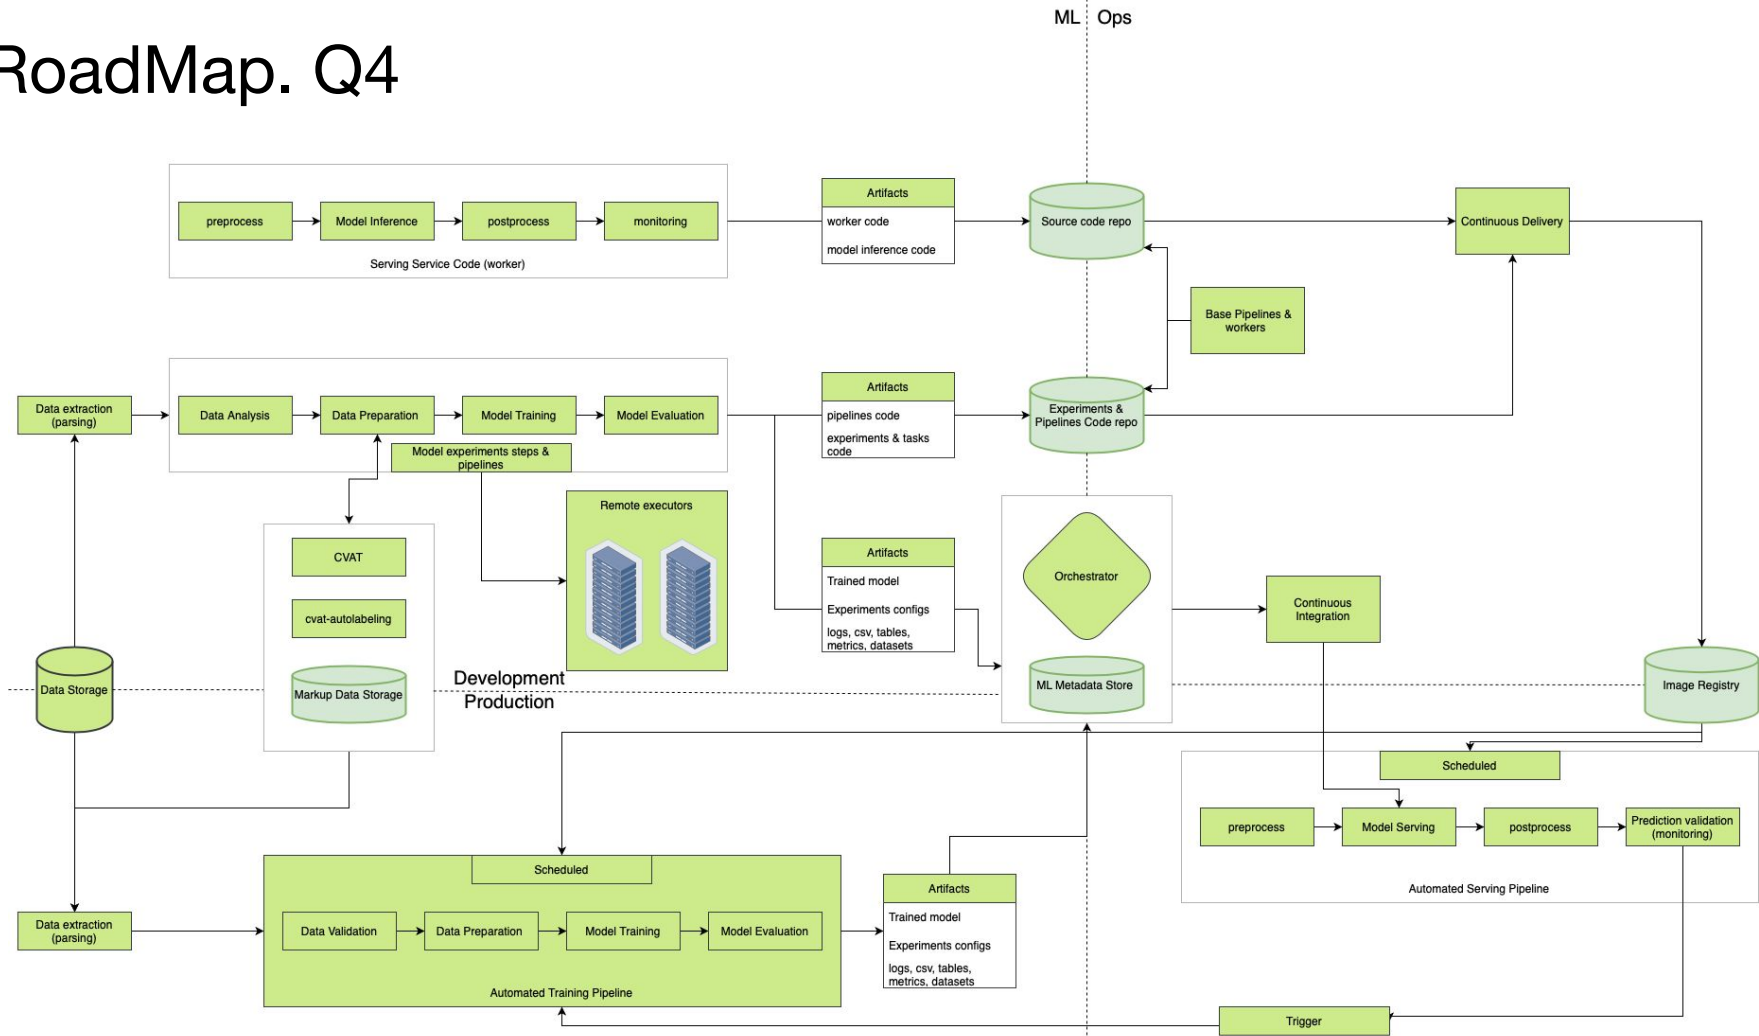 ML Ops
RoadMap. Q4
Artifacts
worker code
model inference code
preprocess
Model Inference
postprocess
monitoring
Serving Service Code (worker)
Source code repo
Continuous Delivery
Base Pipelines &
workers
Data extraction
(parsing)
Data Analysis
Data Preparation
Model Training
Model Evaluation
Model experiments steps &
pipelines
Artifacts
pipelines code
experiments & tasks
code
Experiments &
Pipelines Code repo
Remote executors
CVAT
cvat-autolabeling
Markup Data Storage
Data Storage
Development
Production
Artifacts
Trained model
Experiments configs
logs, csv, tables,
metrics, datasets
Orchestrator
ML Metadata Store
Continuous
Integration
Image Registry
Scheduled
preprocess
Model Serving
postprocess
Prediction validation
(monitoring)
Automated Serving Pipeline
Data extraction
(parsing)
Scheduled
Data Validation
Data Preparation
Model Training
Model Evaluation
Automated Training Pipeline
Artifacts
Trained model
Experiments configs
logs, csv, tables,
metrics, datasets
Trigger